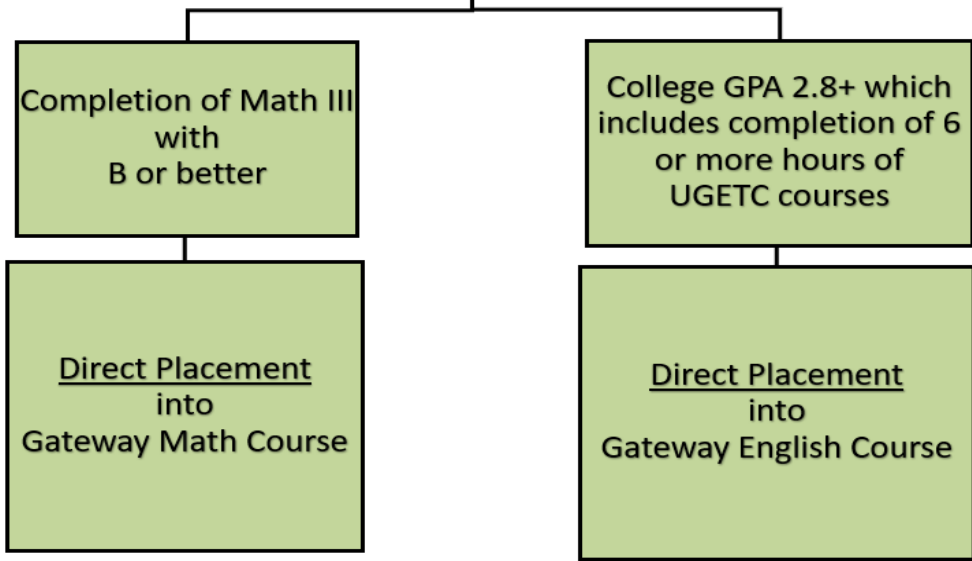 Completion of Math III
with
B or better
College GPA 2.8+ which
includes completion of 6
or more hours of
UGETC courses
Direct Placement
into
Gateway Math Course
Direct Placement
into
Gateway English Course